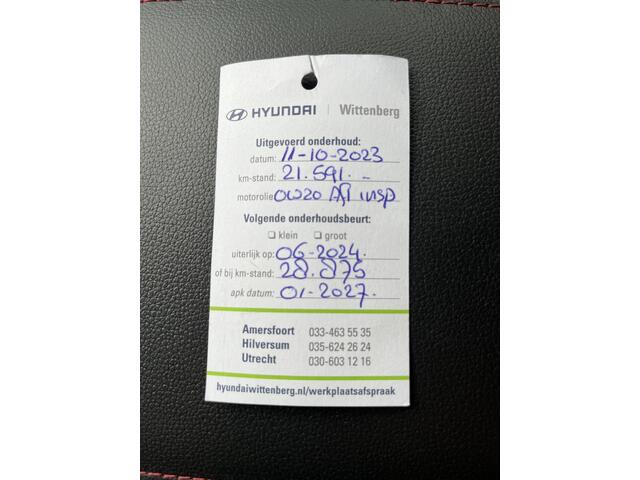 HYUNDAI | Wittenberg
Uitgevoerd onderhoud:
datum: 11-10-2023
km-stand: 21.591.-
motorolie: 0W20 Afl insp
Volgende onderhoudsbeurt:
❑ klein ❑ groot
uiterlijk op: 06-2024.
of bij km-stand: 28.875
apk datum: 01-2027.
Amersfoort 033-463 55 35
Hilversum 035-624 26 24
Utrecht 030-603 12 16
hyundaiwittenberg.nl/werkplaatsafspraak